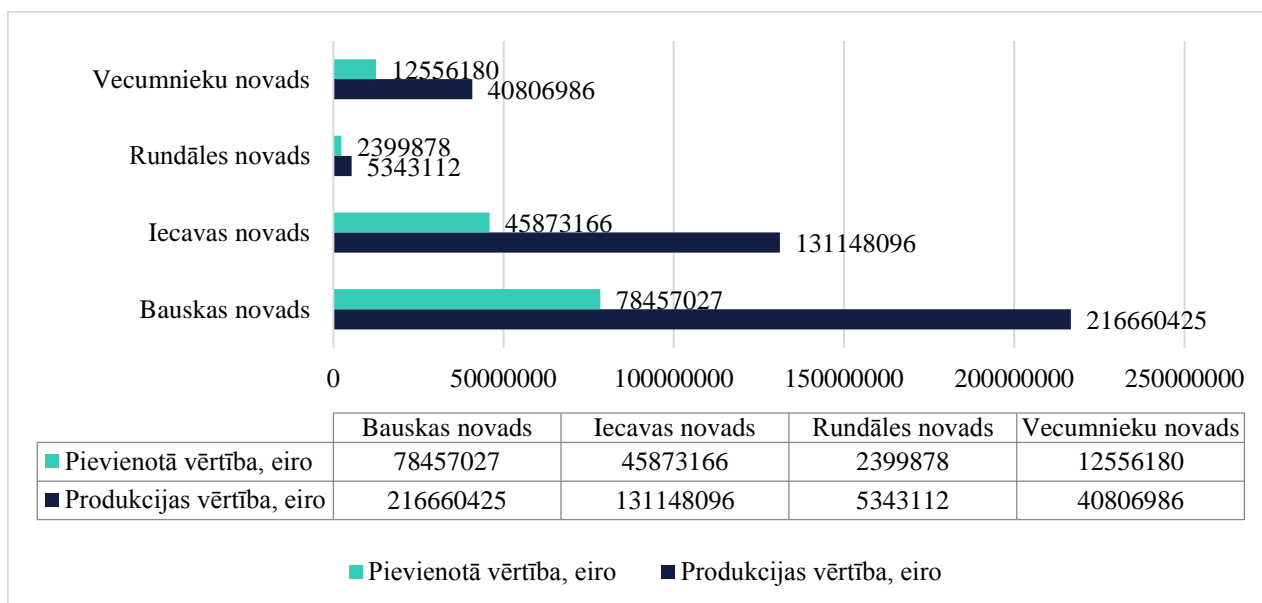 Vecumnieku novads
12556180
40806986
Rundāles novads
2399878
5343112
Iecavas novads
45873166
131148096
Bauskas novads
78457027
216660425
0 50000000 100000000 150000000 200000000 250000000
Bauskas novads Iecavas novads Rundāles novads Vecumnieku novads
Pievienotā vērtība, eiro 78457027 45873166 2399878 12556180
Produkcijas vērtība, eiro 216660425 131148096 5343112 40806986
Pievienotā vērtība, eiro Produkcijas vērtība, eiro